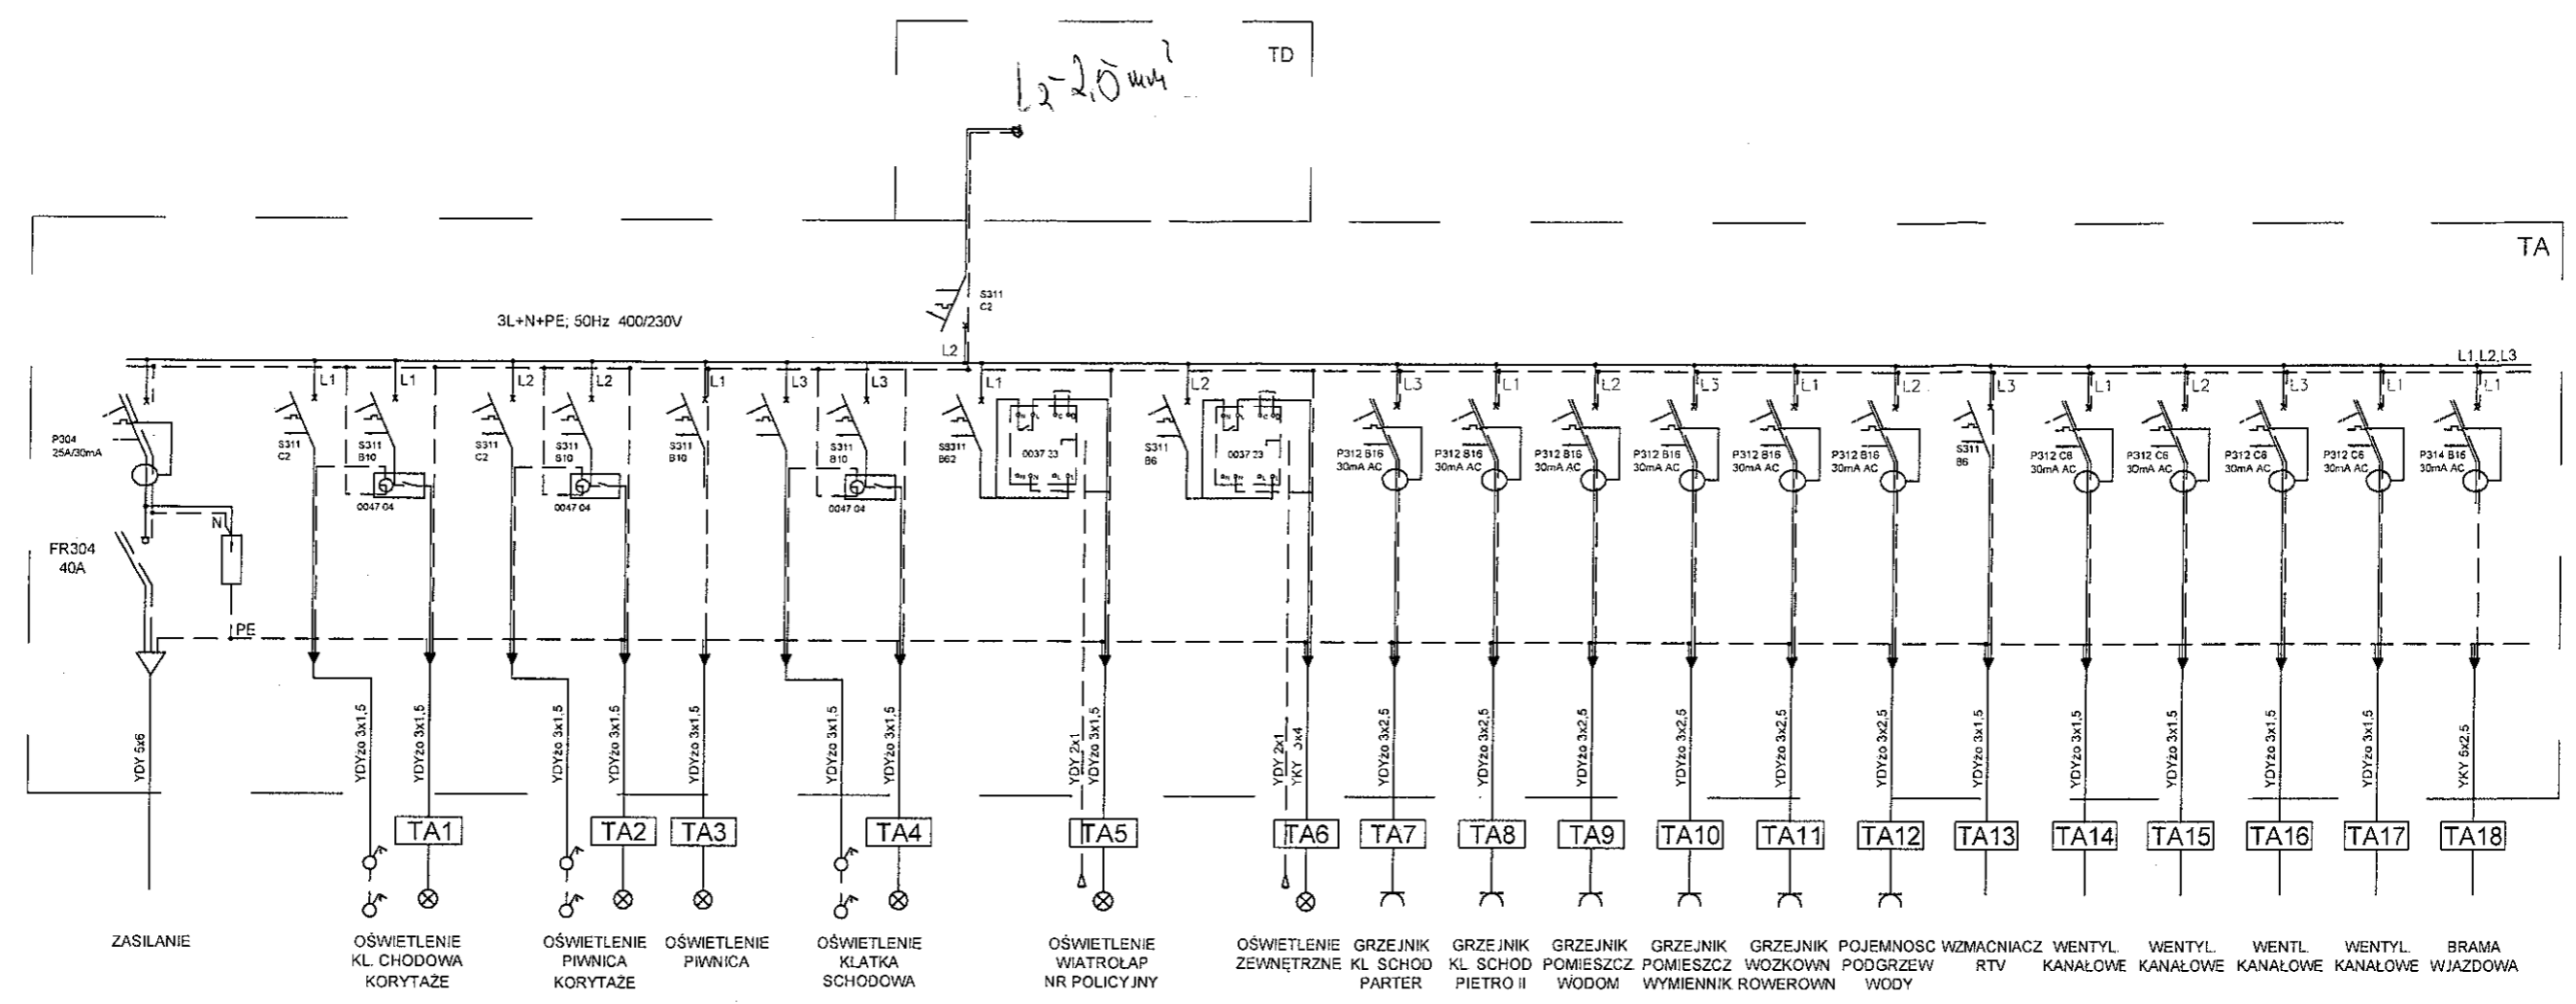 TD
L2-2,5 mm²
TA
S311
C2
3L+N+PE; 50Hz 400/230V
L2
L1,L2,L3
L1
L1
L2
L2
L1
L3
L3
L1
L2
L3
L1
L2
L3
L1
L2
L3
L1
L2
L3
L1
L1
P304
25A/30mA
S311
C2
S311
B10
0047 04
S311
C2
S311
B10
0047 04
S311
B10
S311
B10
0047 04
SS311
B62
0037 23
S311
B6
0037 23
P312 B16
30mA AC
P312 B16
30mA AC
P312 B16
30mA AC
P312 B16
30mA AC
P312 B16
30mA AC
P312 B16
30mA AC
S311
B6
P312 C6
30mA AC
P312 C6
30mA AC
P312 C6
30mA AC
P312 C6
30mA AC
P314 B16
30mA AC
N
FR304
40A
PE
YDY 5x6
YDYżo 3x1,5
YDYżo 3x1,5
YDYżo 3x1,5
YDYżo 3x1,5
YDYżo 3x1,5
YDYżo 3x1,5
YDYżo 3x1,5
YDY 2x1
YDYżo 3x1,5
YDY 2x1
YKY 3x4
YDYżo 3x2,5
YDYżo 3x2,5
YDYżo 3x2,5
YDYżo 3x2,5
YDYżo 3x2,5
YDYżo 3x2,5
YDYżo 3x1,5
YDYżo 3x1,5
YDYżo 3x1,5
YDYżo 3x1,5
YDYżo 3x1,5
YKY 5x2,5
TA1
TA2
TA3
TA4
TA5
TA6
TA7
TA8
TA9
TA10
TA11
TA12
TA13
TA14
TA15
TA16
TA17
TA18
ZASILANIE
OŚWIETLENIE
KL. CHODOWA
KORYTAŻE
OŚWIETLENIE
PIWNICA
KORYTAŻE
OŚWIETLENIE
PIWNICA
OŚWIETLENIE
KLATKA
SCHODOWA
OŚWIETLENIE
WIATROŁAP
NR POLICYJNY
OŚWIETLENIE
ZEWNĘTRZNE
GRZEJNIK
KL SCHOD
PARTER
GRZEJNIK
KL SCHOD
PIETRO II
GRZEJNIK
POMIESZCZ
WODOM
GRZEJNIK
POMIESZCZ
WYMIENNIK
GRZEJNIK
WOZKOWN
ROWEROWN
POJEMNOSC
PODGRZEW
WODY
WZMACNIACZ
RTV
WENTYL.
KANAŁOWE
WENTYL.
KANAŁOWE
WENTL.
KANAŁOWE
WENTYL.
KANAŁOWE
BRAMA
WJAZDOWA